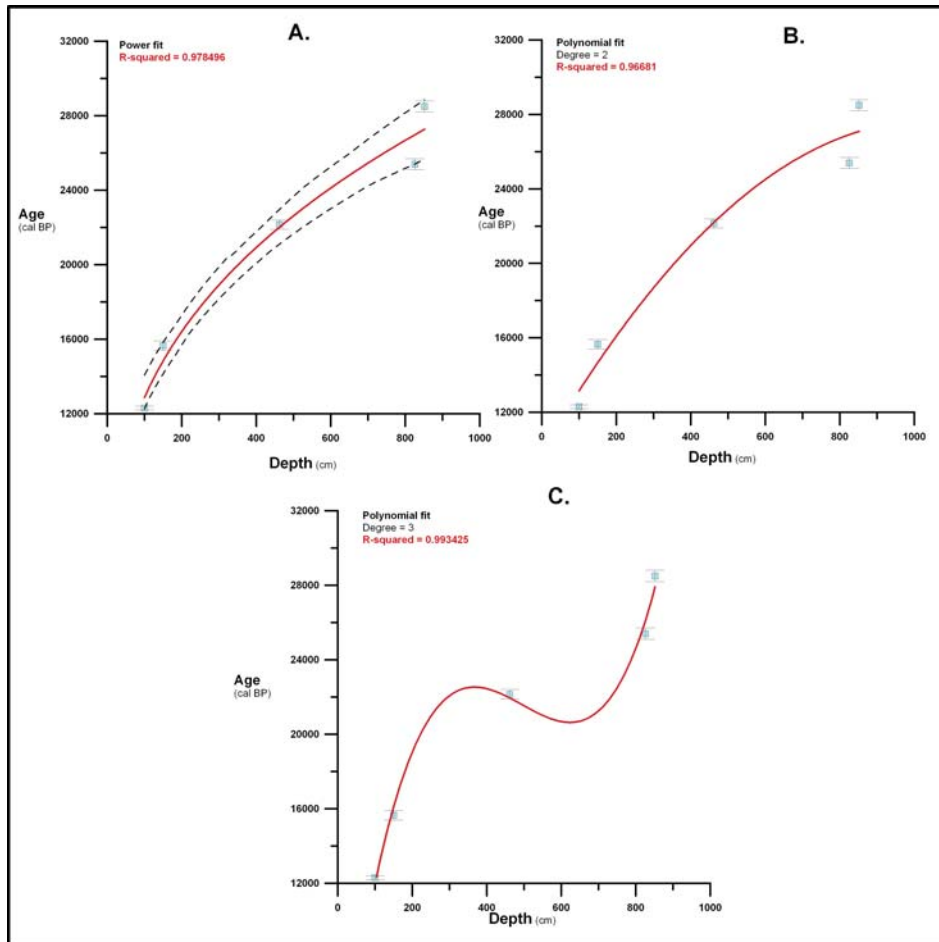 A.
Power fit
R-squared = 0.978496
32000
28000
24000
20000
16000
12000
Age
(cal BP)
0 200 400 600 800 1000
Depth (cm)
B.
Polynomial fit
Degree = 2
R-squared = 0.96681
32000
28000
24000
20000
16000
12000
Age
(cal BP)
0 200 400 600 800 1000
Depth (cm)
C.
Polynomial fit
Degree = 3
R-squared = 0.993425
32000
28000
24000
20000
16000
12000
Age
(cal BP)
0 200 400 600 800 1000
Depth (cm)